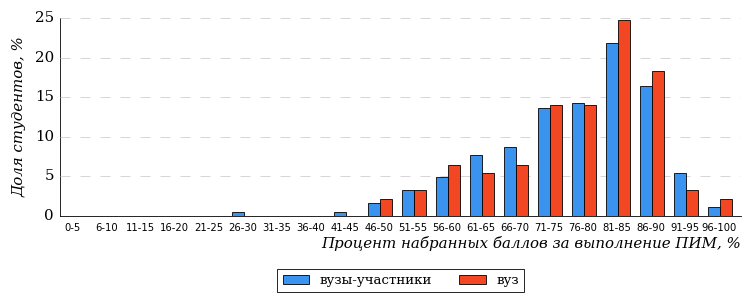 25
20
15
10
5
0
Доля студентов, %
0-5 6-10 11-15 16-20 21-25 26-30 31-35 36-40 41-45 46-50 51-55 56-60 61-65 66-70 71-75 76-80 81-85 86-90 91-95 96-100
Процент набранных баллов за выполнение ПИМ, %
вузы-участники вуз